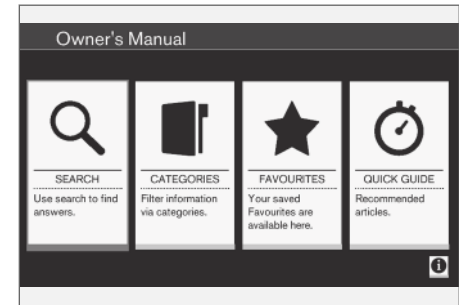 Owner's Manual
SEARCH
Use search to find
answers.
CATEGORIES
Filter information
via categories.
FAVOURITES
Your saved
Favourites are
available here.
QUICK GUIDE
Recommended
articles.
i